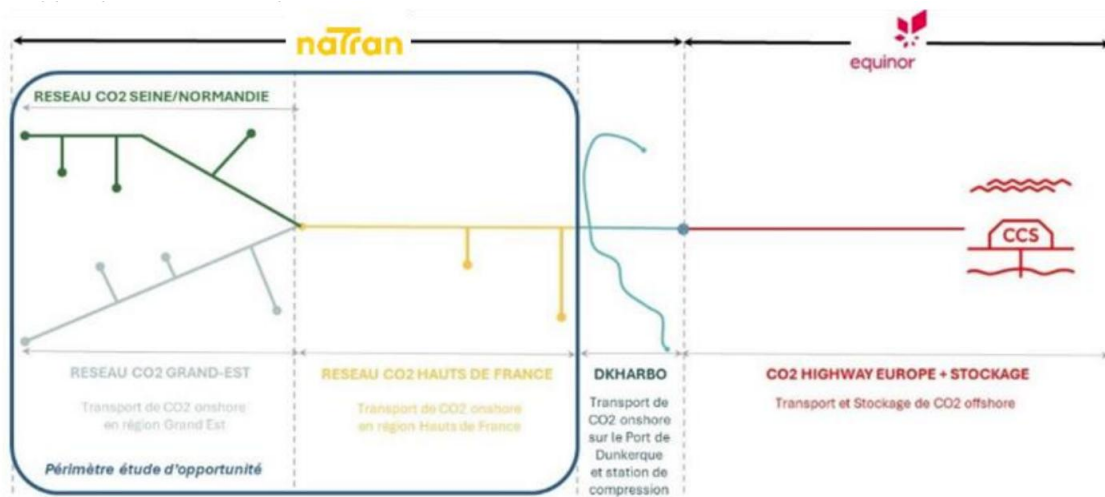 naTran
equinor
RESEAU CO2 SEINE/NORMANDIE
CCS
RESEAU CO2 GRAND-EST
Transport de CO2 onshore
en région Grand Est
RESEAU CO2 HAUTS DE FRANCE
Transport de CO2 onshore
en région Hauts de France
DKHARBO
Transport de
CO2 onshore
sur le Port de
Dunkerque
et station de
compression
CO2 HIGHWAY EUROPE + STOCKAGE
Transport et Stockage de CO2 offshore
Périmètre étude d'opportunité